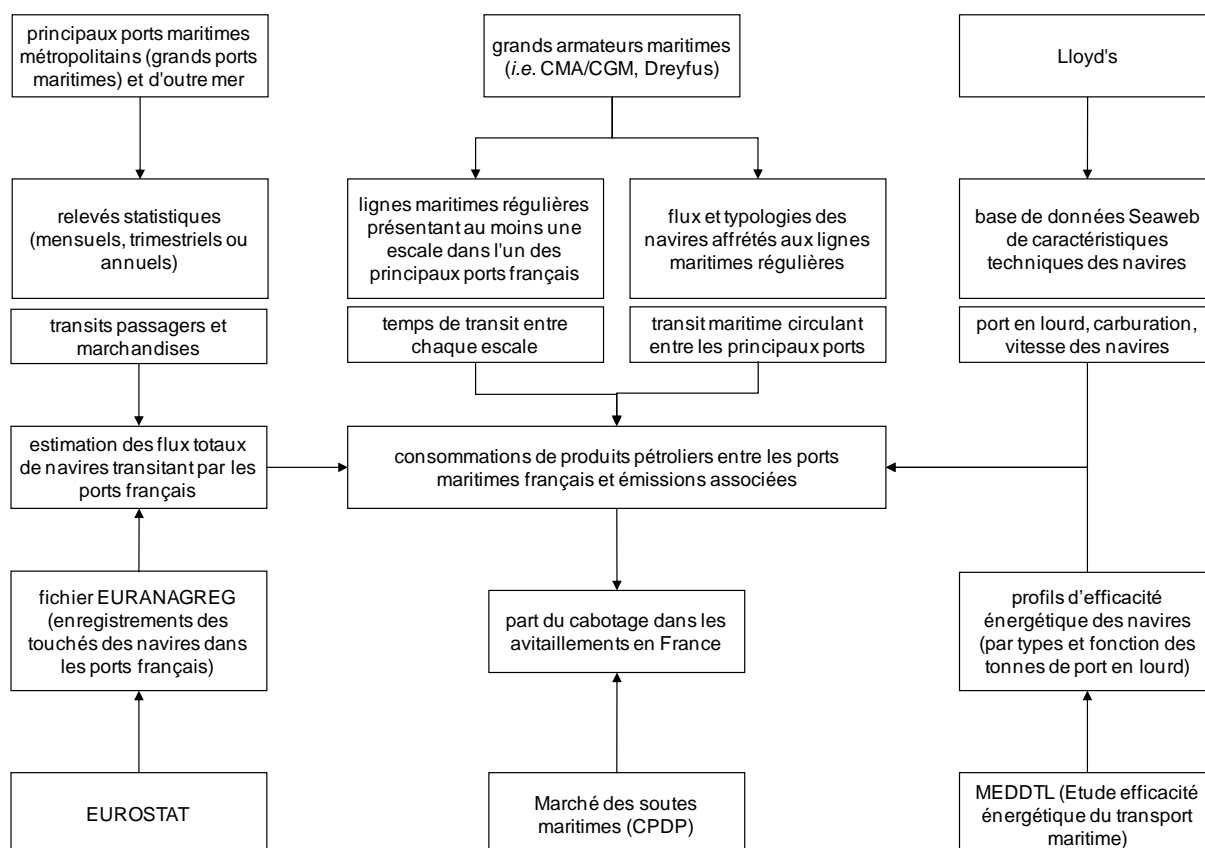 principaux ports maritimes
métropolitains (grands ports
maritimes) et d'outre mer
grands armateurs maritimes
(i.e. CMA/CGM, Dreyfus)
Lloyd's
relevés statistiques
(mensuels, trimestriels ou
annuels)
lignes maritimes régulières
présentant au moins une
escale dans l'un des
principaux ports français
flux et typologies des
navires affrétés aux lignes
maritimes régulières
base de données Seaweb
de caractéristiques
techniques des navires
transits passagers et
marchandises
temps de transit entre
chaque escale
transit maritime circulant
entre les principaux ports
port en lourd, carburation,
vitesse des navires
estimation des flux totaux
de navires transitant par les
ports français
consommations de produits pétroliers entre les ports
maritimes français et émissions associées
fichier EURANAGREG
(enregistrements des
touchés des navires dans
les ports français)
part du cabotage dans les
avitaillements en France
profils d’efficacité
énergétique des navires
(par types et fonction des
tonnes de port en lourd)
EUROSTAT
Marché des soutes
maritimes (CPDP)
MEDDTL (Etude efficacité
énergétique du transport
maritime)